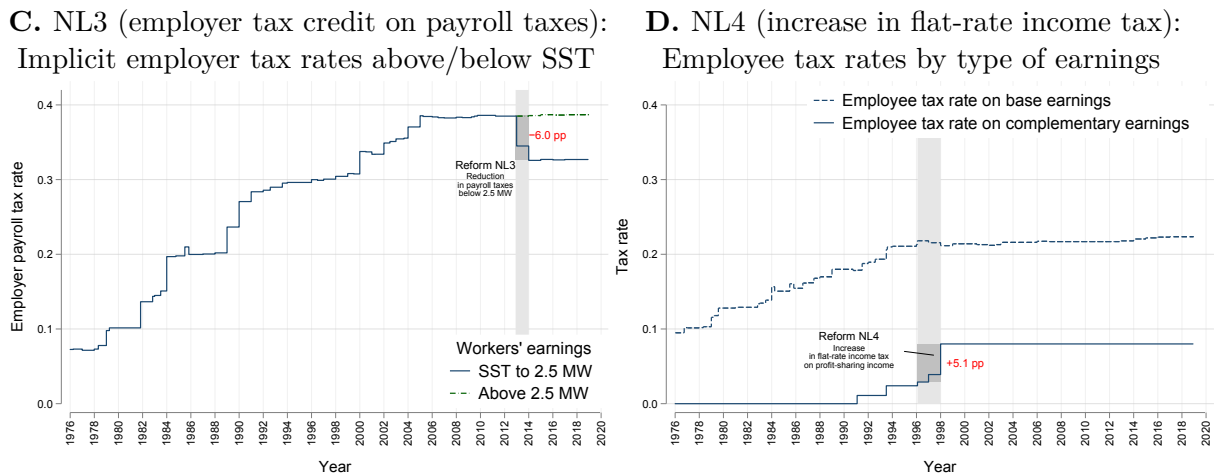 C. NL3 (employer tax credit on payroll taxes):
Implicit employer tax rates above/below SST
0.4
0.3
0.2
0.1
0.0
Employer payroll tax rate
−6.0 pp
Reform NL3
Reduction
in payroll taxes
below 2.5 MW
Workers' earnings
SST to 2.5 MW
Above 2.5 MW
1976
1978
1980
1982
1984
1986
1988
1990
1992
1994
1996
1998
2000
2002
2004
2006
2008
2010
2012
2014
2016
2018
2020
Year
D. NL4 (increase in flat-rate income tax):
Employee tax rates by type of earnings
Employee tax rate on base earnings
Employee tax rate on complementary earnings
0.4
0.3
0.2
0.1
0.0
Tax rate
Reform NL4
Increase
in flat-rate income tax
on profit-sharing income
+5.1 pp
1976
1978
1980
1982
1984
1986
1988
1990
1992
1994
1996
1998
2000
2002
2004
2006
2008
2010
2012
2014
2016
2018
2020
Year